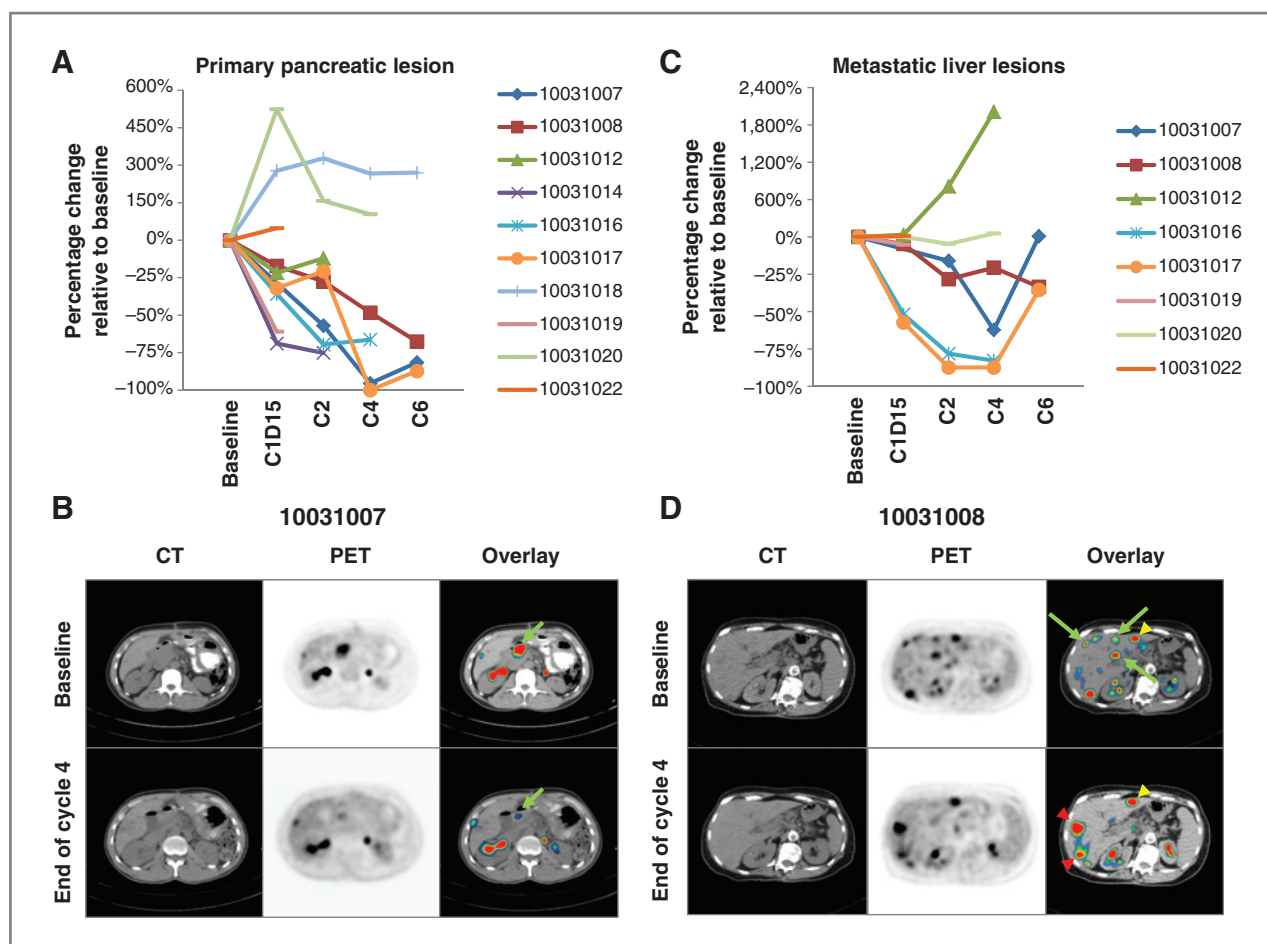 A
Primary pancreatic lesion
Percentage change
relative to baseline
600%
450%
300%
150%
0%
−25%
−50%
−75%
−100%
Baseline
C1D15
C2
C4
C6
10031007
10031008
10031012
10031014
10031016
10031017
10031018
10031019
10031020
10031022
C
Metastatic liver lesions
Percentage change
relative to baseline
2,400%
1,800%
1,200%
600%
0%
−25%
−50%
−75%
−100%
Baseline
C1D15
C2
C4
C6
10031007
10031008
10031012
10031016
10031017
10031019
10031020
10031022
B
10031007
CT PET Overlay
Baseline
End of cycle 4
D
10031008
CT PET Overlay
Baseline
End of cycle 4